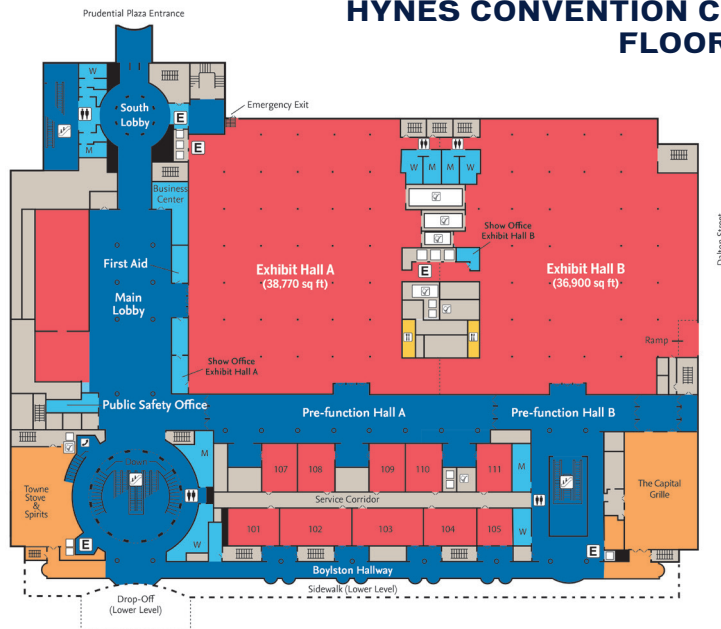 HYNES CONVENTION C
FLOOR
Prudential Plaza Entrance
W
South
Lobby
M
E
E
Emergency Exit
Business
Center
First Aid
Main
Lobby
Show Office
Exhibit Hall A
Public Safety Office
Exhibit Hall A
(38,770 sq ft)
W
M
M
W
Show Office
Exhibit Hall B
E
Exhibit Hall B
(36,900 sq ft)
Dalton Street
Ramp
Pre-function Hall A
Pre-function Hall B
Towne
Stove
&
Spirits
E
M
W
107
108
109
110
111
M
Service Corridor
101
102
103
104
105
W
E
The Capital
Grille
Boylston Hallway
Sidewalk (Lower Level)
Drop-Off
(Lower Level)